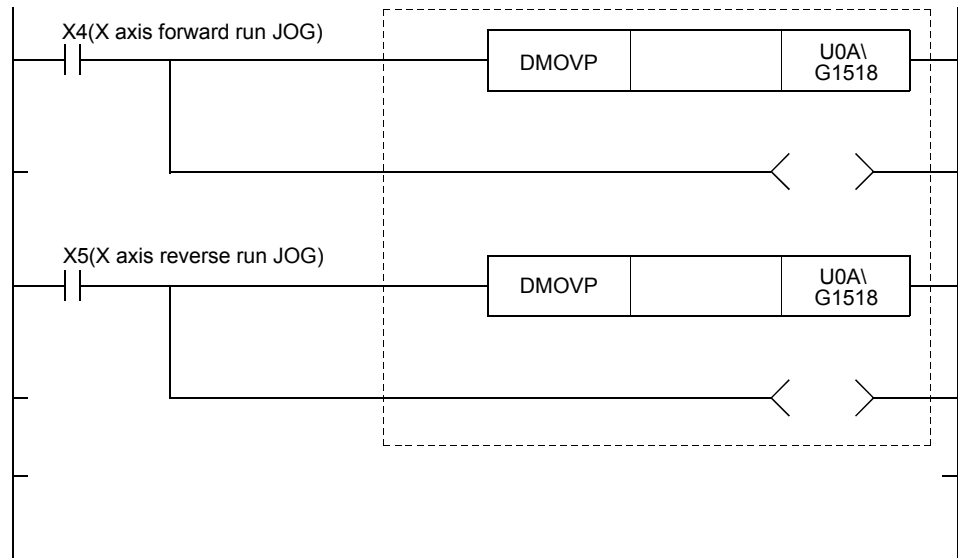 X4(X axis forward run JOG)
DMOVP
U0A\
G1518
X5(X axis reverse run JOG)
DMOVP
U0A\
G1518